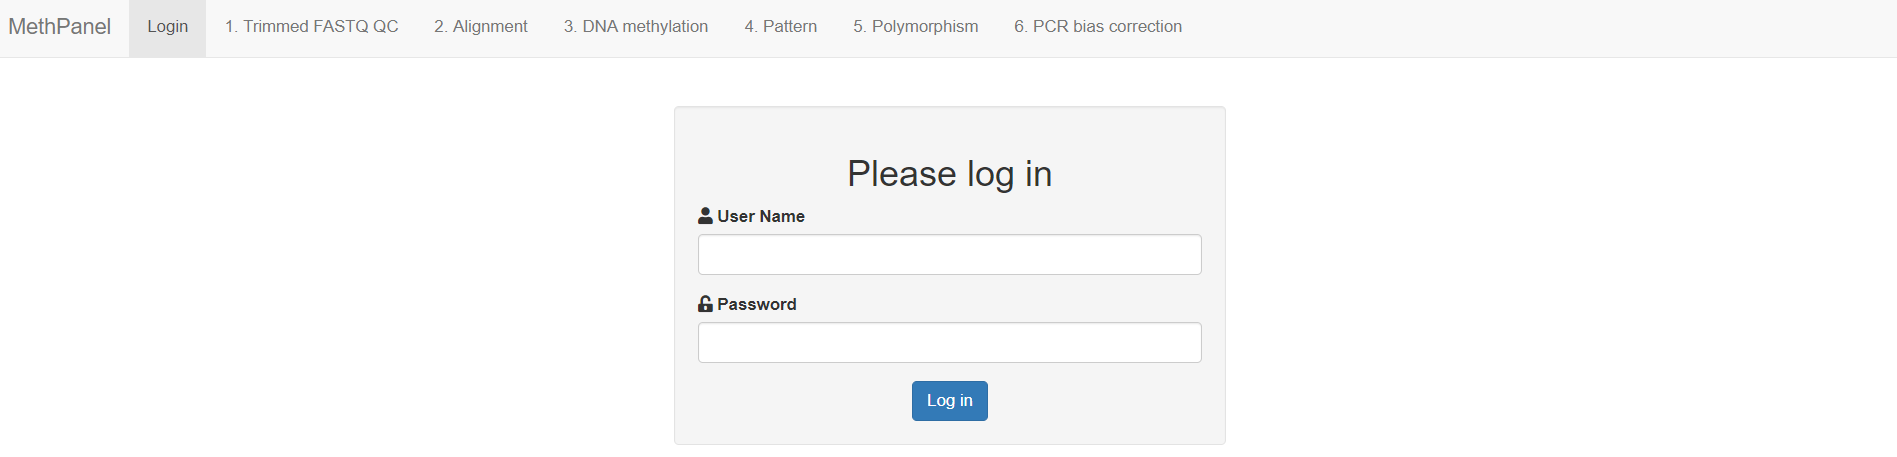 MethPanel Login 1. Trimmed FASTQ QC 2. Alignment 3. DNA methylation 4. Pattern 5. Polymorphism 6. PCR bias correction
Please log in
User Name
Password
Log in